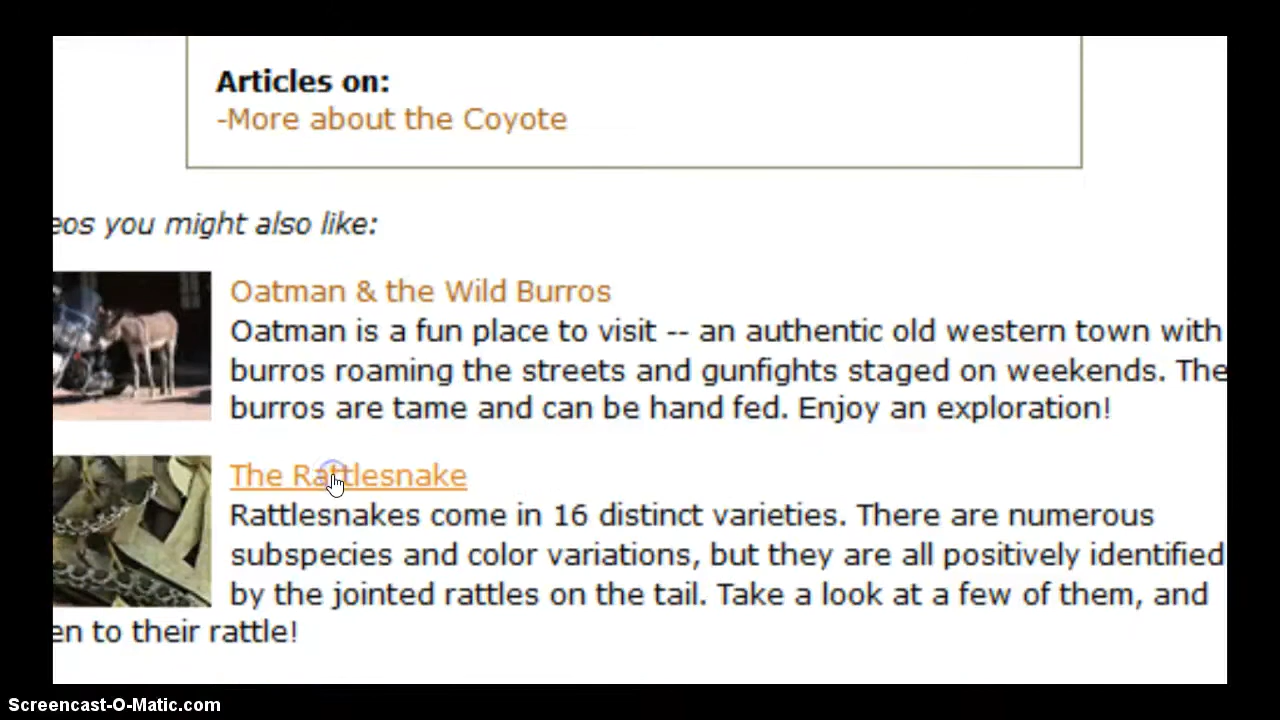 Articles on:
-More about the Coyote
eos you might also like:
Oatman & the Wild Burros
Oatman is a fun place to visit -- an authentic old western town with
burros roaming the streets and gunfights staged on weekends. The
burros are tame and can be hand fed. Enjoy an exploration!
The Rattlesnake
Rattlesnakes come in 16 distinct varieties. There are numerous
subspecies and color variations, but they are all positively identified
by the jointed rattles on the tail. Take a look at a few of them, and
en to their rattle!
Screencast-O-Matic.com